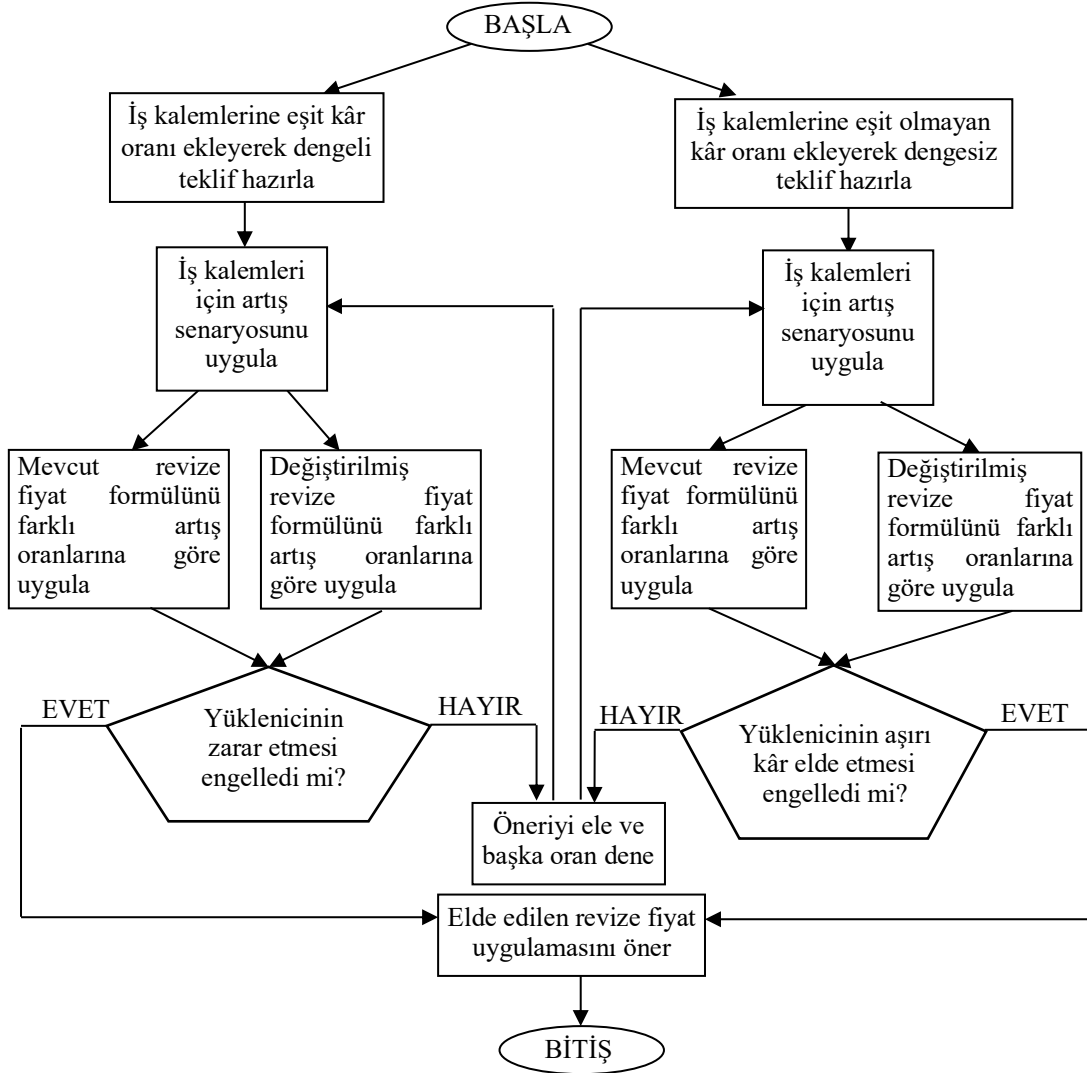 BAŞLA
İş kalemlerine eşit kâr
oranı ekleyerek dengeli
teklif hazırla
İş kalemlerine eşit olmayan
kâr oranı ekleyerek dengesiz
teklif hazırla
İş kalemleri
için artış
senaryosunu
uygula
İş kalemleri
için artış
senaryosunu
uygula
Mevcut revize
fiyat formülünü
farklı artış
oranlarına göre
uygula
Değiştirilmiş
revize fiyat
formülünü farklı
artış oranlarına
göre uygula
Mevcut revize
fiyat formülünü
farklı artış
oranlarına göre
uygula
Değiştirilmiş
revize fiyat
formülünü farklı
artış oranlarına
göre uygula
EVET
Yüklenicinin
zarar etmesi
engelledi mi?
HAYIR
HAYIR
Yüklenicinin aşırı
kâr elde etmesi
engelledi mi?
EVET
Öneriyi ele ve
başka oran dene
Elde edilen revize fiyat
uygulamasını öner
BİTİŞ